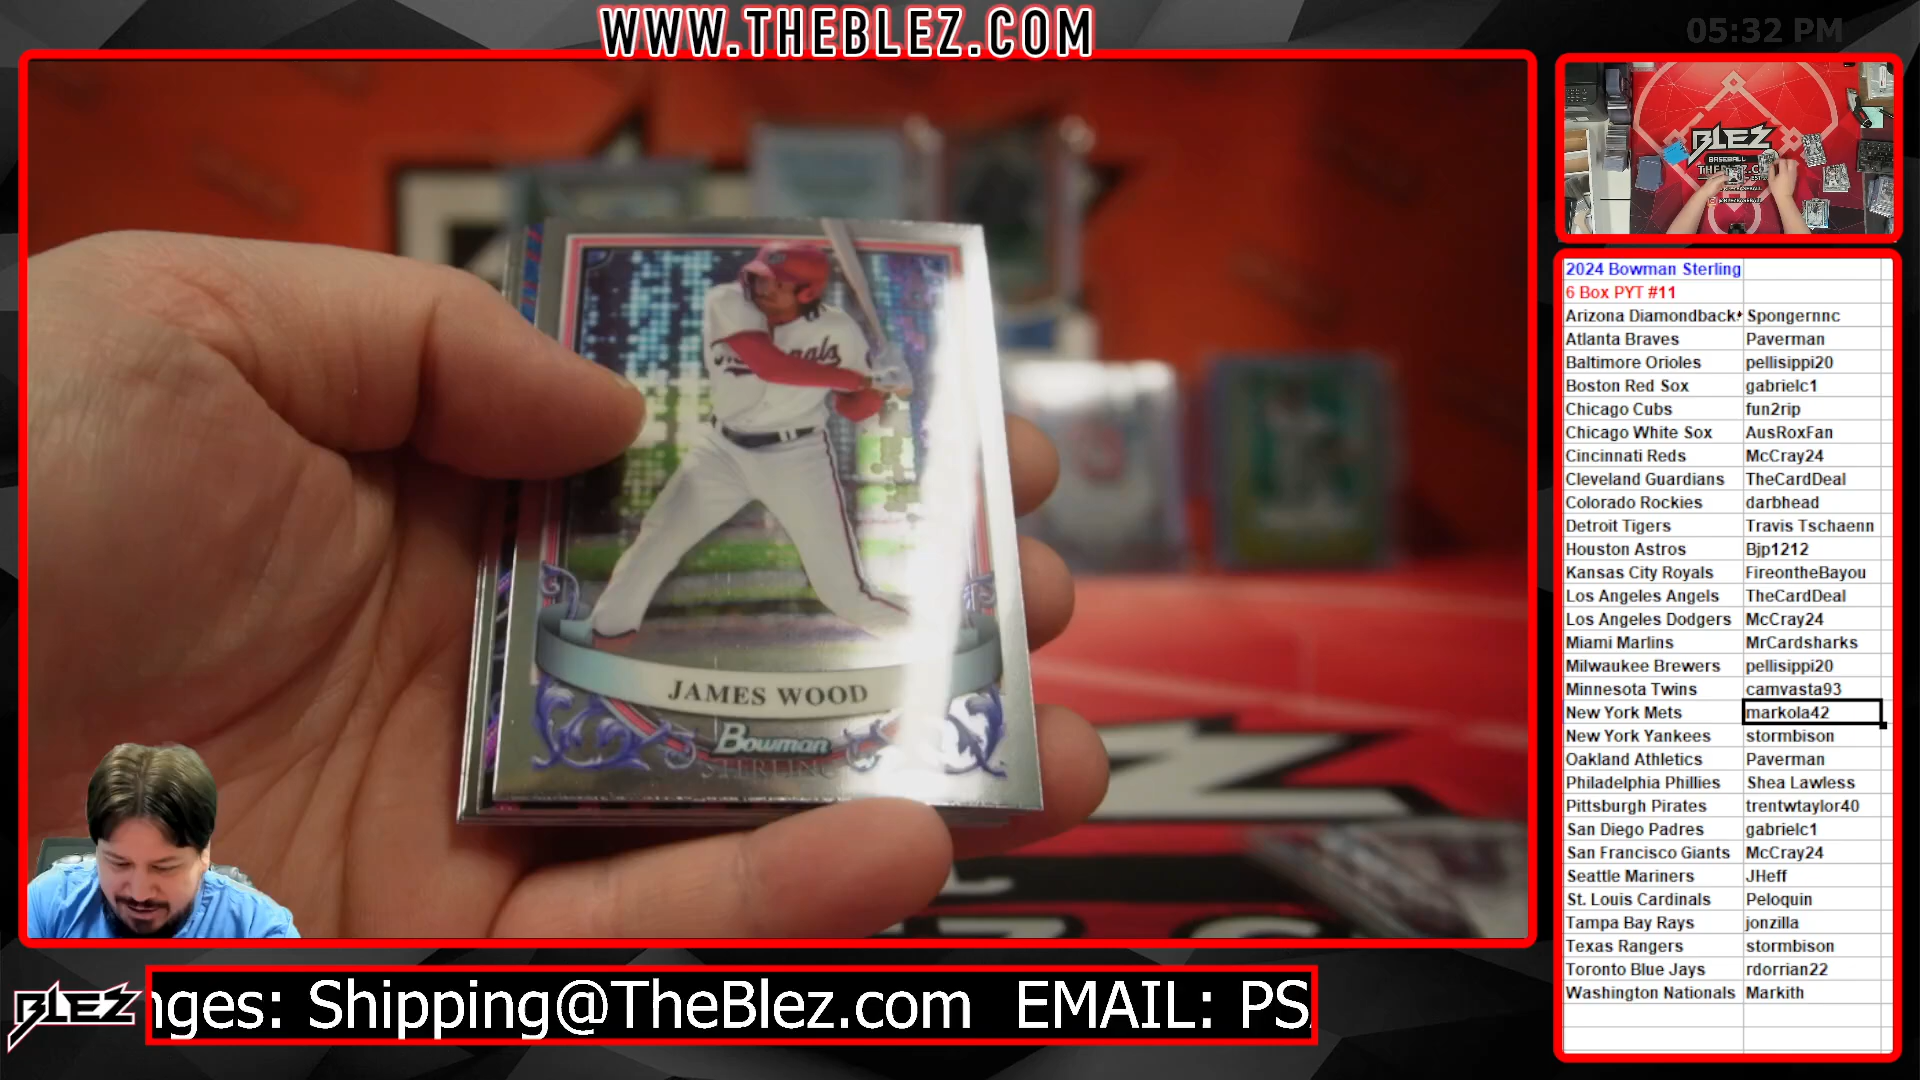 WWW.THEBLEZ.COM
05:32 PM
JAMES WOOD
Bowman
STERLING
BLEZ
BASEBALL
2024 Bowman Sterling
6 Box PYT #11
Arizona Diamondback Spongernnc
Atlanta Braves Paverman
Baltimore Orioles pellisippi20
Boston Red Sox gabrielc1
Chicago Cubs fun2rip
Chicago White Sox AusRoxFan
Cincinnati Reds McCray24
Cleveland Guardians TheCardDeal
Colorado Rockies darbhead
Detroit Tigers Travis Tschaenn
Houston Astros Bjp1212
Kansas City Royals FireontheBayou
Los Angeles Angels TheCardDeal
Los Angeles Dodgers McCray24
Miami Marlins MrCardsharks
Milwaukee Brewers pellisippi20
Minnesota Twins camvasta93
New York Mets markola42
New York Yankees stormbison
Oakland Athletics Paverman
Philadelphia Phillies Shea Lawless
Pittsburgh Pirates trentwtaylor40
San Diego Padres gabrielc1
San Francisco Giants McCray24
Seattle Mariners JHeff
St. Louis Cardinals Peloquin
Tampa Bay Rays jonzilla
Texas Rangers stormbison
Toronto Blue Jays rdorrian22
Washington Nationals Markith
BLEZ
nges: Shipping@TheBlez.com EMAIL: PS